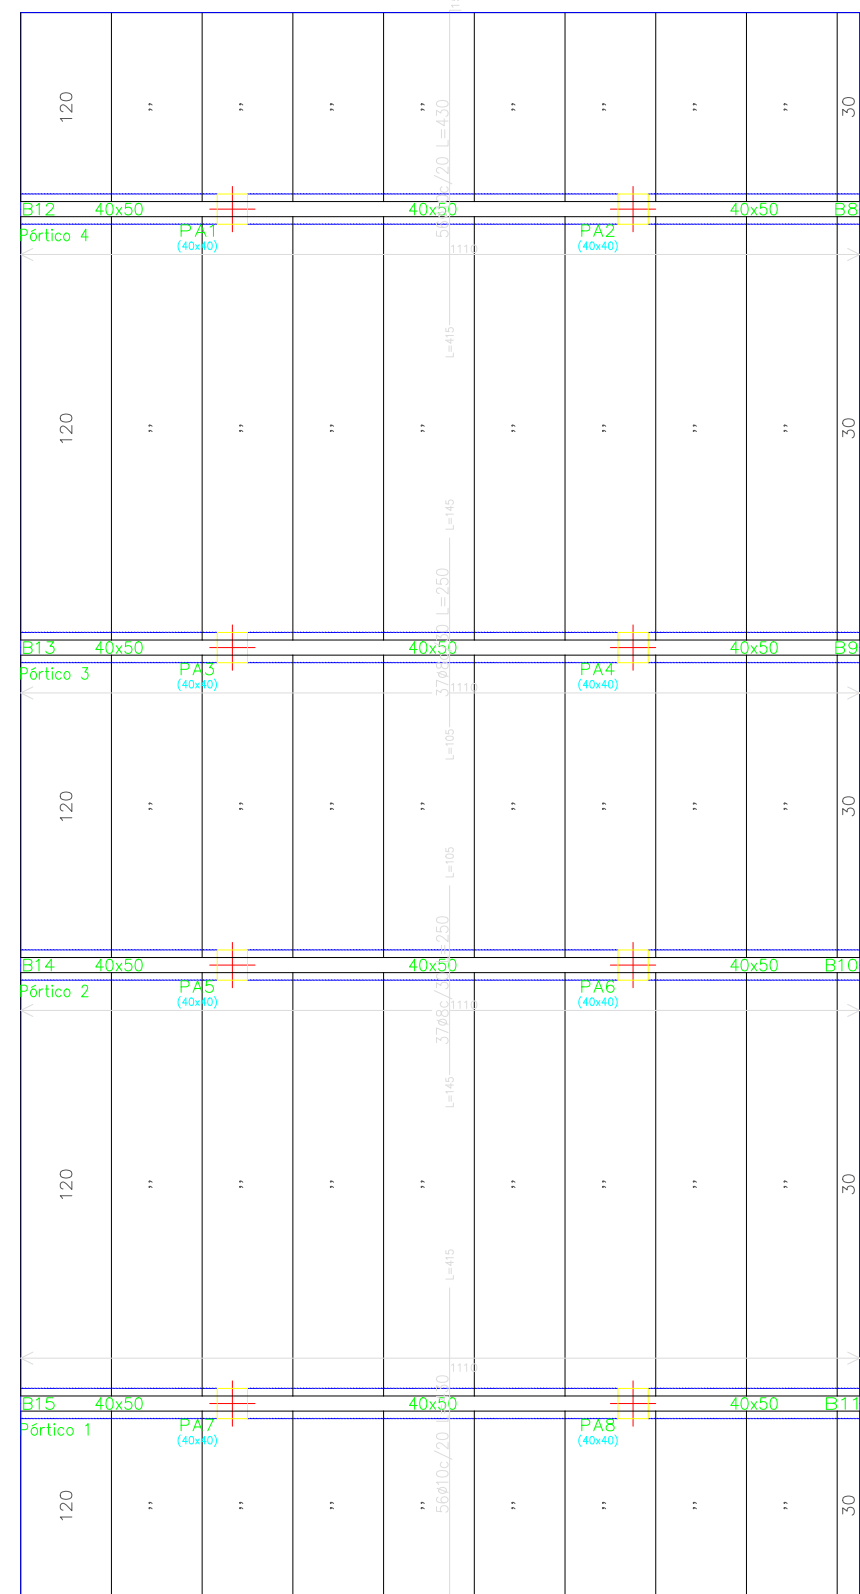 120 ,, ,, ,, ,, ,, ,, ,, ,, 30
B12 40x50 40x50 40x50 B8
Pórtico 4 PA1 PA2
(40x40) (40x40)
L=430
1110
L=415
120 ,, ,, ,, ,, ,, ,, ,, ,, 30
L=145
L=250
B13 40x50 40x50 40x50 B9
Pórtico 3 PA3 PA4
(40x40) (40x40)
1110
L=105
120 ,, ,, ,, ,, ,, ,, ,, ,, 30
L=105
B14 40x50 40x50 40x50 B10
Pórtico 2 PA5 PA6
(40x40) (40x40)
1110
L=145
120 ,, ,, ,, ,, ,, ,, ,, ,, 30
L=415
1110
B15 40x50 40x50 40x50 B11
Pórtico 1 PA7 PA8
(40x40) (40x40)
56ø10c/20
120 ,, ,, ,, ,, ,, ,, ,, ,, 30